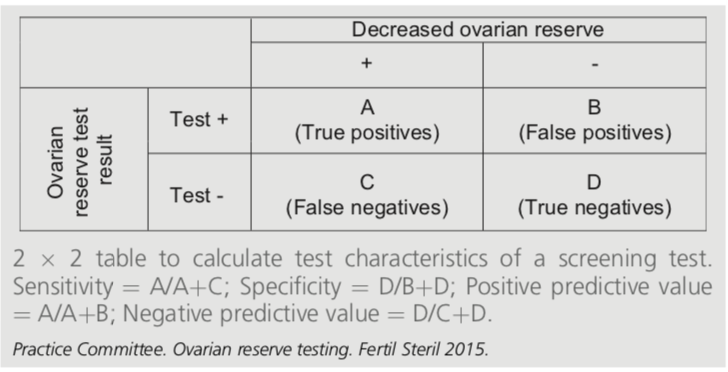 Decreased ovarian reserve
+
-
Ovarian
reserve test
result
Test +
A
(True positives)
B
(False positives)
Test -
C
(False negatives)
D
(True negatives)
2 × 2 table to calculate test characteristics of a screening test.
Sensitivity = A/A+C; Specificity = D/B+D; Positive predictive value
= A/A+B; Negative predictive value = D/C+D.
Practice Committee. Ovarian reserve testing. Fertil Steril 2015.